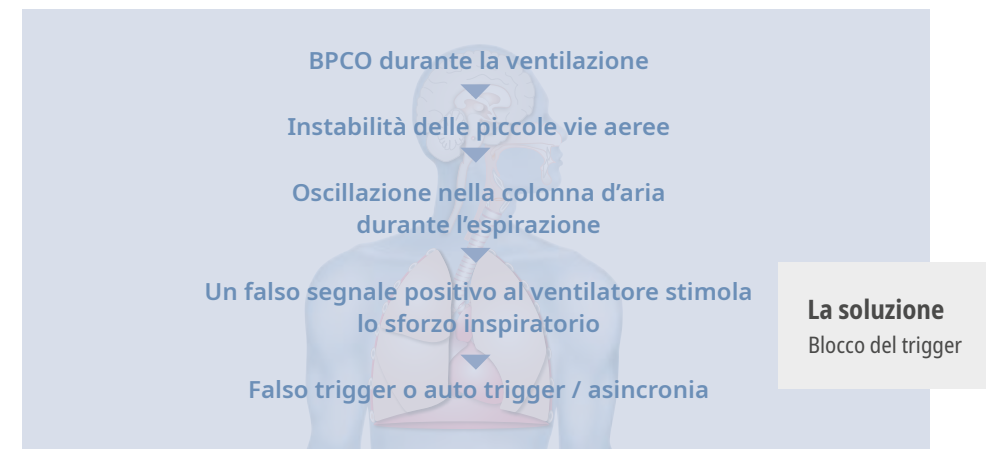 BPCO durante la ventilazione
Instabilità delle piccole vie aeree
Oscillazione nella colonna d'aria
durante l'espirazione
Un falso segnale positivo al ventilatore stimola
lo sforzo inspiratorio
Falso trigger o auto trigger / asincronia
La soluzione
Blocco del trigger